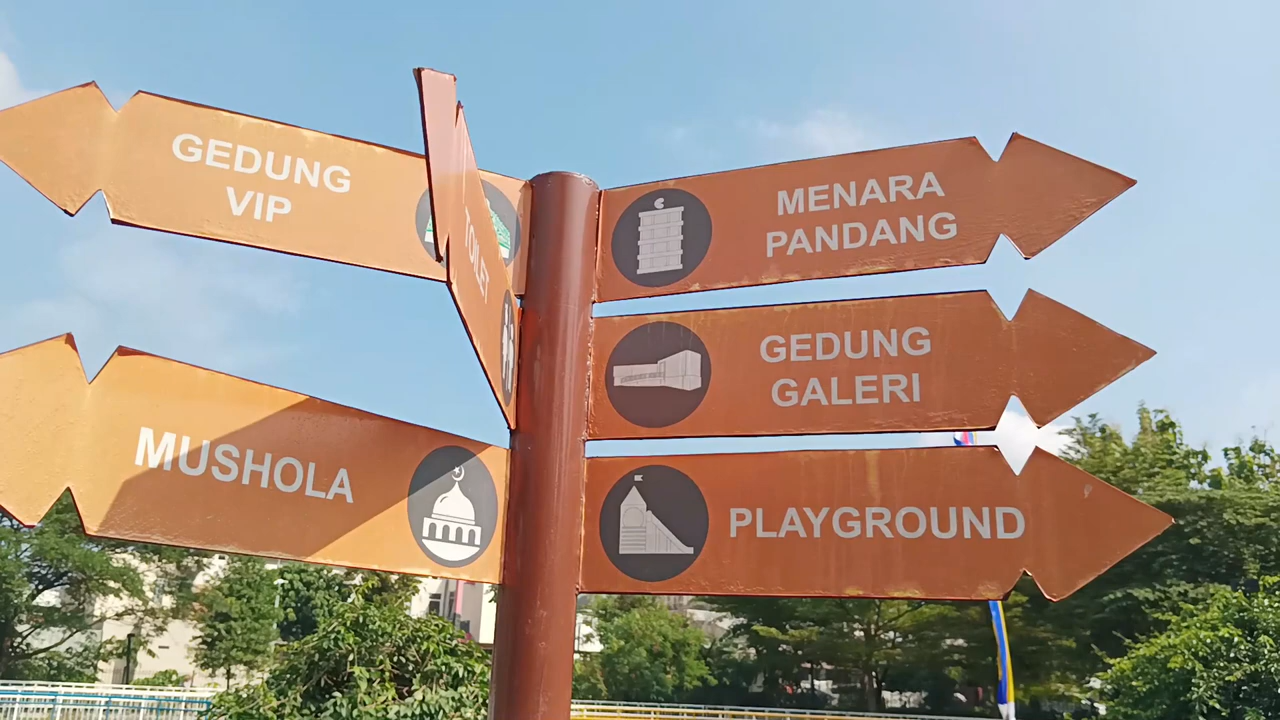 GEDUNG
VIP
TOILET
MUSHOLA
MENARA
PANDANG
GEDUNG
GALERI
PLAYGROUND